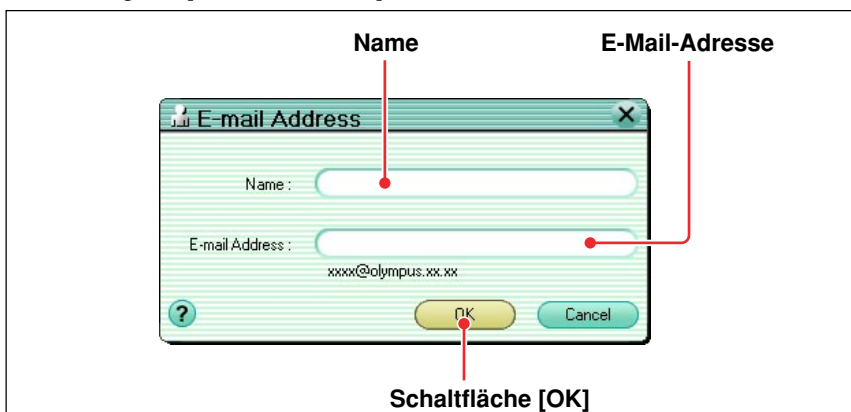 Name E-Mail-Adresse
E-mail Address
Name :
E-mail Address :
xxxx@olympus.xx.xx
? OK Cancel
Schaltfläche [OK]